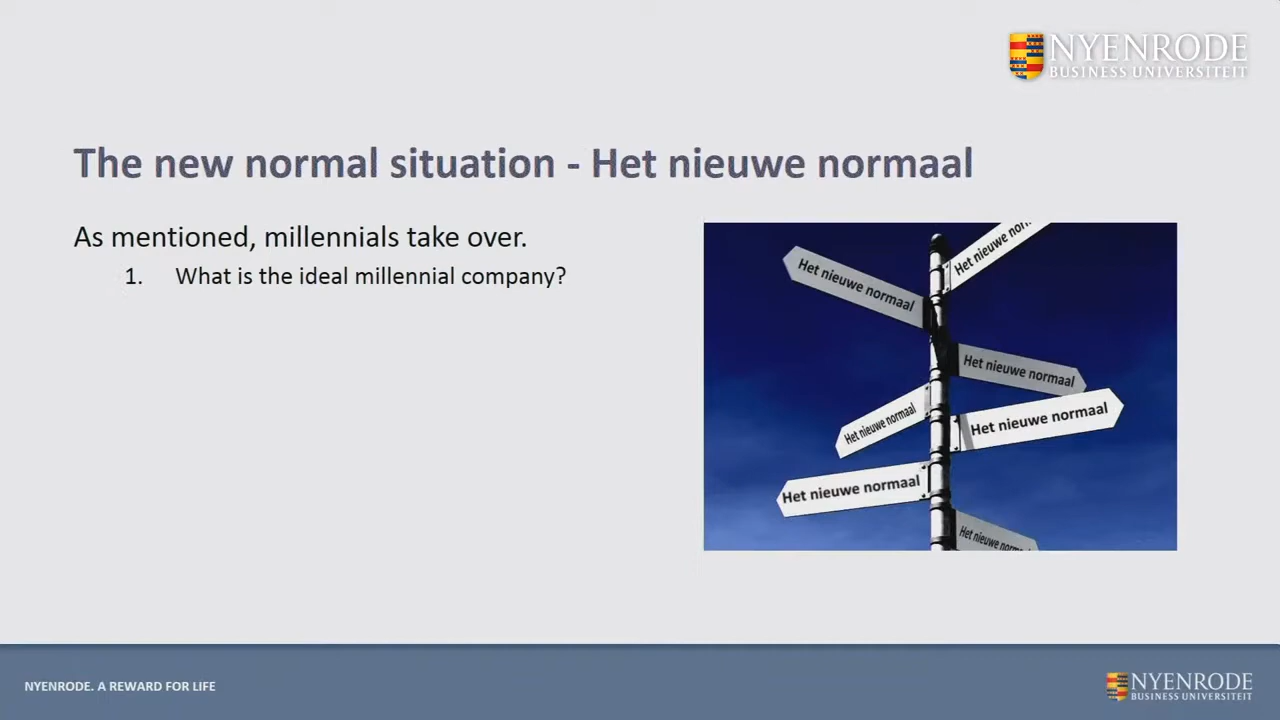 NYENRODE
BUSINESS UNIVERSITEIT
The new normal situation - Het nieuwe normaal
As mentioned, millennials take over.
1. What is the ideal millennial company?
Het nieuwe
Het nieuwe normaal
Het nieuwe normaal
Het nieuwe normaal
Het nieuwe normaal
Het nieuwe normaal
Het nieuwe
NYENRODE. A REWARD FOR LIFE
NYENRODE
BUSINESS UNIVERSITEIT